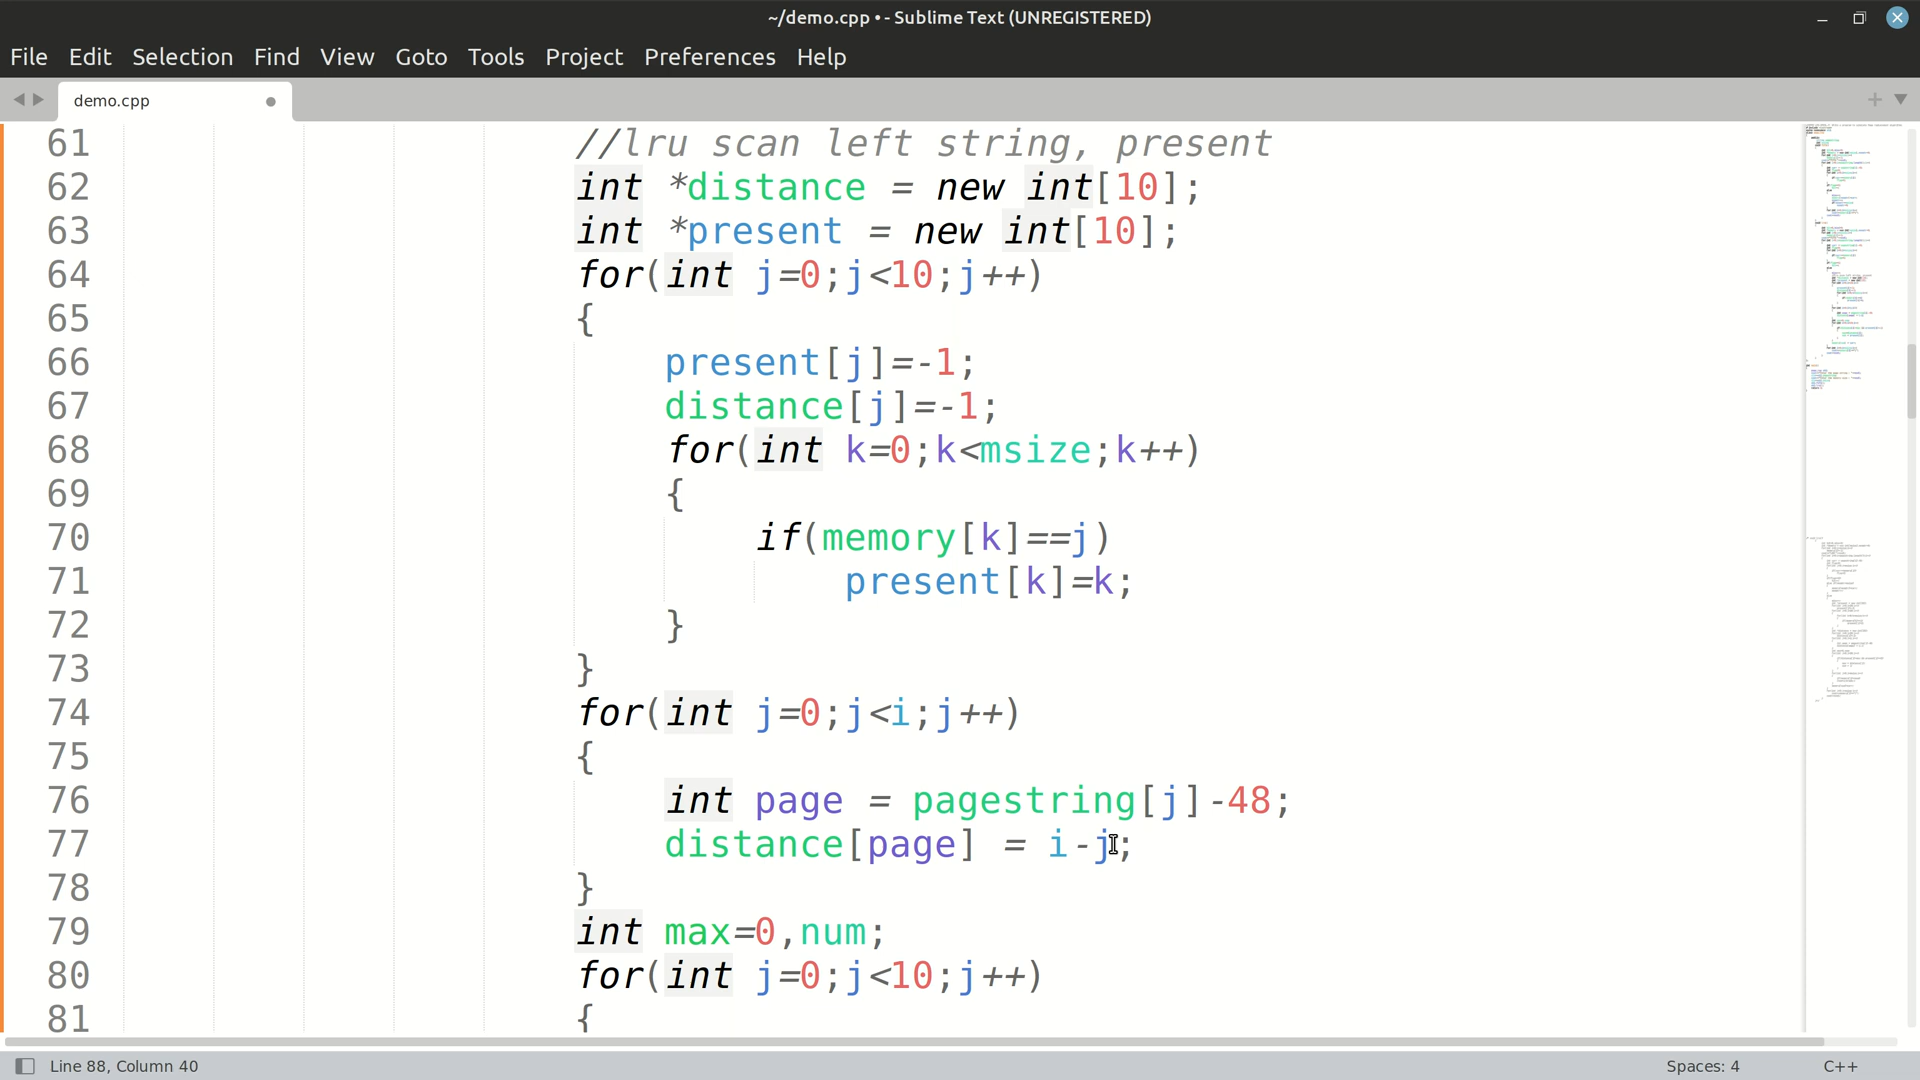 ~/demo.cpp • - Sublime Text (UNREGISTERED)
File Edit Selection Find View Goto Tools Project Preferences Help
demo.cpp
61 //lru scan left string, present
62 int *distance = new int[10];
63 int *present = new int[10];
64 for(int j=0;j<10;j++)
65 {
66 present[j]=-1;
67 distance[j]=-1;
68 for(int k=0;k<msize;k++)
69 {
70 if(memory[k]==j)
71 present[k]=k;
72 }
73 }
74 for(int j=0;j<i;j++)
75 {
76 int page = pagestring[j]-48;
77 distance[page] = i-j;
78 }
79 int max=0,num;
80 for(int j=0;j<10;j++)
81 {
Line 88, Column 40 Spaces: 4 C++